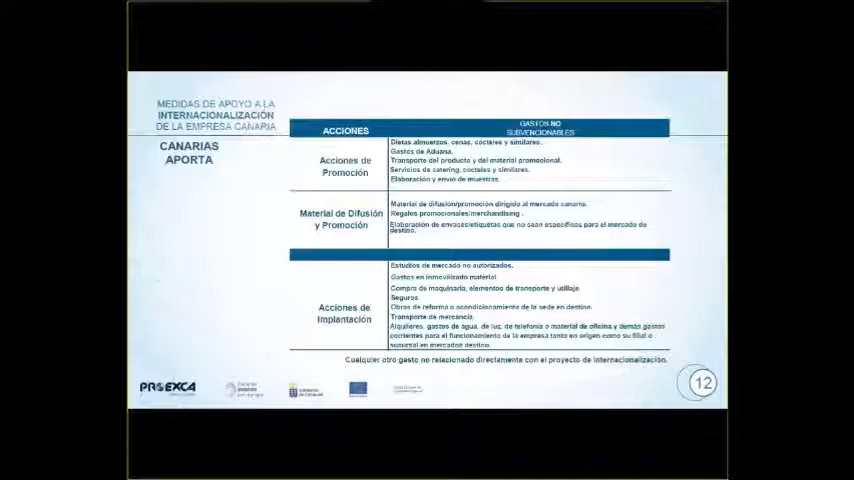 MEDIDAS DE APOYO A LA
INTERNACIONALIZACIÓN
DE LA EMPRESA CANARIA
CANARIAS
APORTA
ACCIONES
GASTOS NO
SUBVENCIONABLES
Acciones de
Promoción
Dietas almuerzos, cenas, cócteles y similares.
Gastos de Aduana.
Transporte del producto y del material promocional.
Servicios de catering, cócteles y similares.
Elaboración y envío de muestras.
Material de Difusión
y Promoción
Material de difusión/promoción dirigido al mercado canario.
Regalos promocionales/merchandising .
Elaboración de envases/etiquetas que no sean específicas para el mercado de
destino.
Acciones de
Implantación
Estudios de mercado no autorizados.
Gastos en inmovilizado material.
Compra de maquinaria, elementos de transporte y utillaje.
Seguros.
Obras de reforma o acondicionamiento de la sede en destino.
Transporte de mercancía.
Alquileres, gastos de agua, de luz, de telefonía o material de oficina y demás gastos
corrientes para el funcionamiento de la empresa tanto en origen como su filial o
sucursal en mercados destino.
Cualquier otro gasto no relacionado directamente con el proyecto de internacionalización.
PROEXCA
Gobierno
de Canarias
12